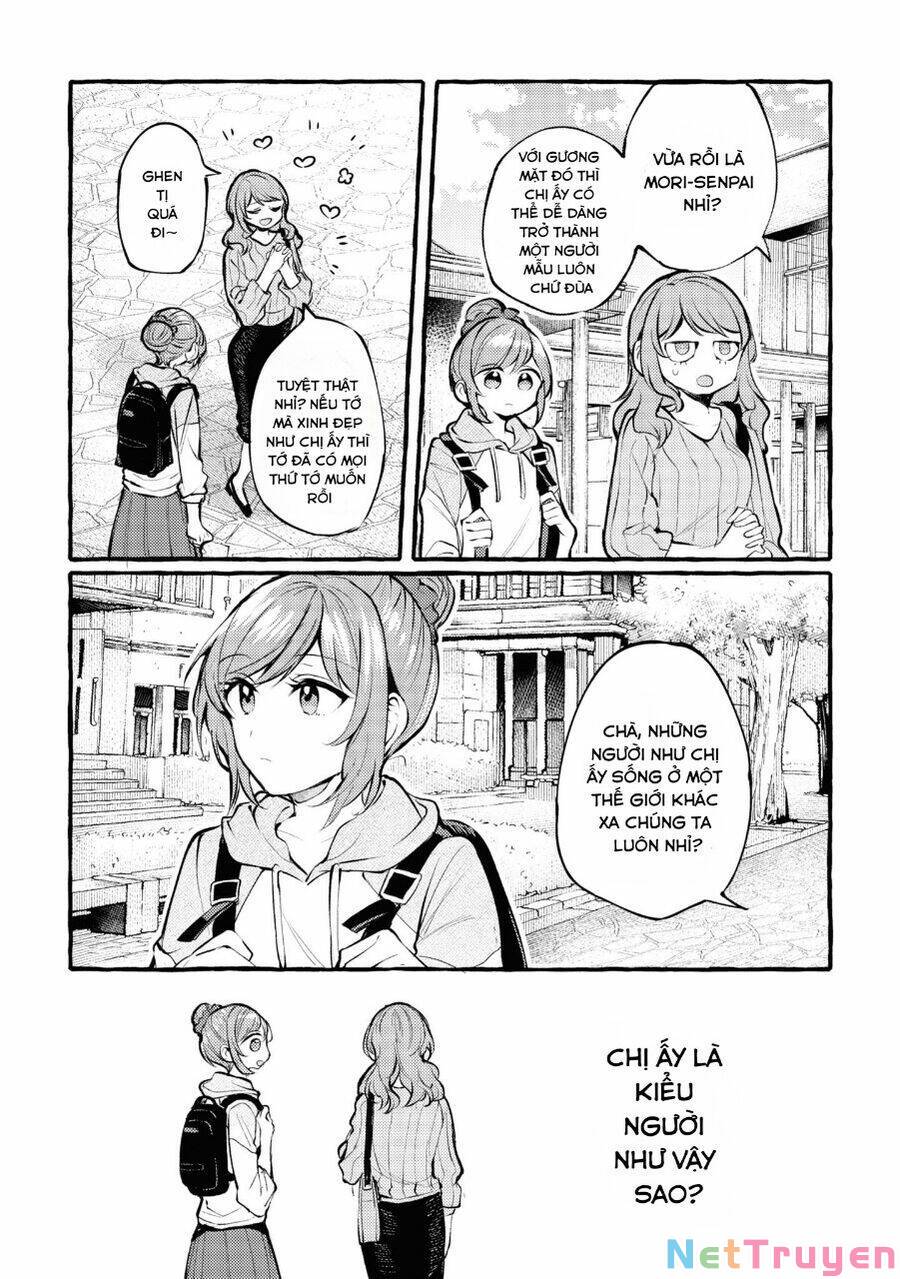 VỪA RỒI LÀ
MORI-SENPAI
NHỈ?
VỚI GƯƠNG
MẶT ĐÓ THÌ
CHỊ ẤY CÓ
THỂ DỄ DÀNG
TRỞ THÀNH
MỘT NGƯỜI
MẪU LUÔN
CHỨ ĐÙA
GHEN
TỊ
QUÁ
ĐI~
TUYỆT THẬT
NHỈ? NẾU TỚ
MÀ XINH ĐẸP
NHƯ CHỊ ẤY THÌ
TỚ ĐÃ CÓ MỌI
THỨ TỚ MUỐN
RỒI
CHÀ, NHỮNG
NGƯỜI NHƯ CHỊ
ẤY SỐNG Ở MỘT
THẾ GIỚI KHÁC
XA CHÚNG TA
LUÔN NHỈ?
CHỊ ẤY LÀ
KIỂU
NGƯỜI
NHƯ VẬY
SAO?
NetTruyen